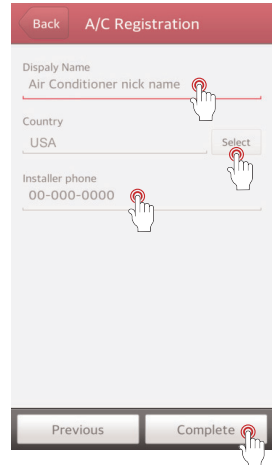 Back A/C Registration
Dispaly Name
Air Conditioner nick name
Country
USA Select
Installer phone
00-000-0000
Previous Complete